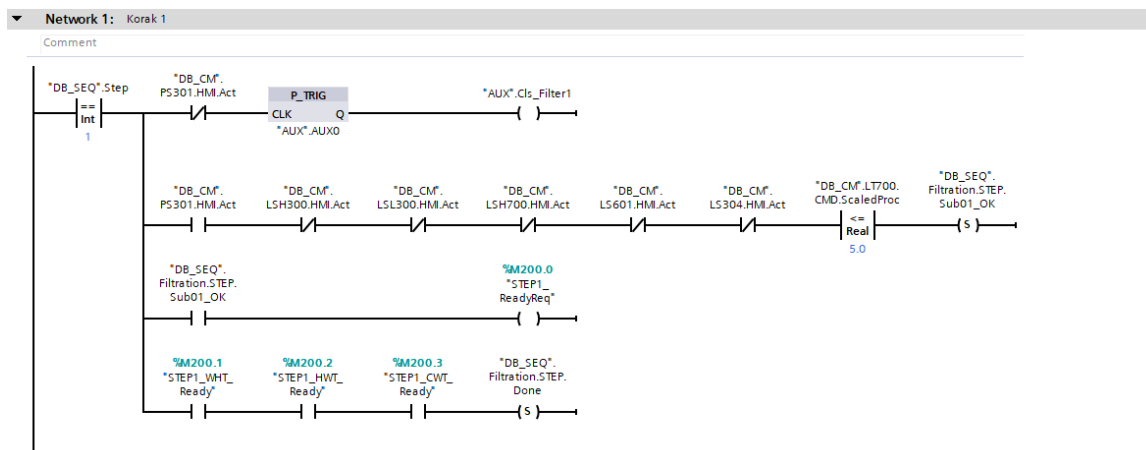 Network 1: Korak 1
Comment
"DB_SEQ".Step
==
Int
1
"DB_CM".
PS301.HMI.Act
P_TRIG
CLK Q
"AUX".AUX0
"AUX".Cls_Filter1
"DB_CM".
PS301.HMI.Act
"DB_CM".
LSH300.HMI.Act
"DB_CM".
LSL300.HMI.Act
"DB_CM".
LSH700.HMI.Act
"DB_CM".
LS601.HMI.Act
"DB_CM".
LS304.HMI.Act
"DB_CM".LT700.
CMD.ScaledProc
<=
Real
5.0
"DB_SEQ".
Filtration.STEP.
Sub01_OK
S
"DB_SEQ".
Filtration.STEP.
Sub01_OK
%M200.0
"STEP1_
ReadyReq"
%M200.1
"STEP1_WHT_
Ready"
%M200.2
"STEP1_HWT_
Ready"
%M200.3
"STEP1_CWT_
Ready"
"DB_SEQ".
Filtration.STEP.
Done
S